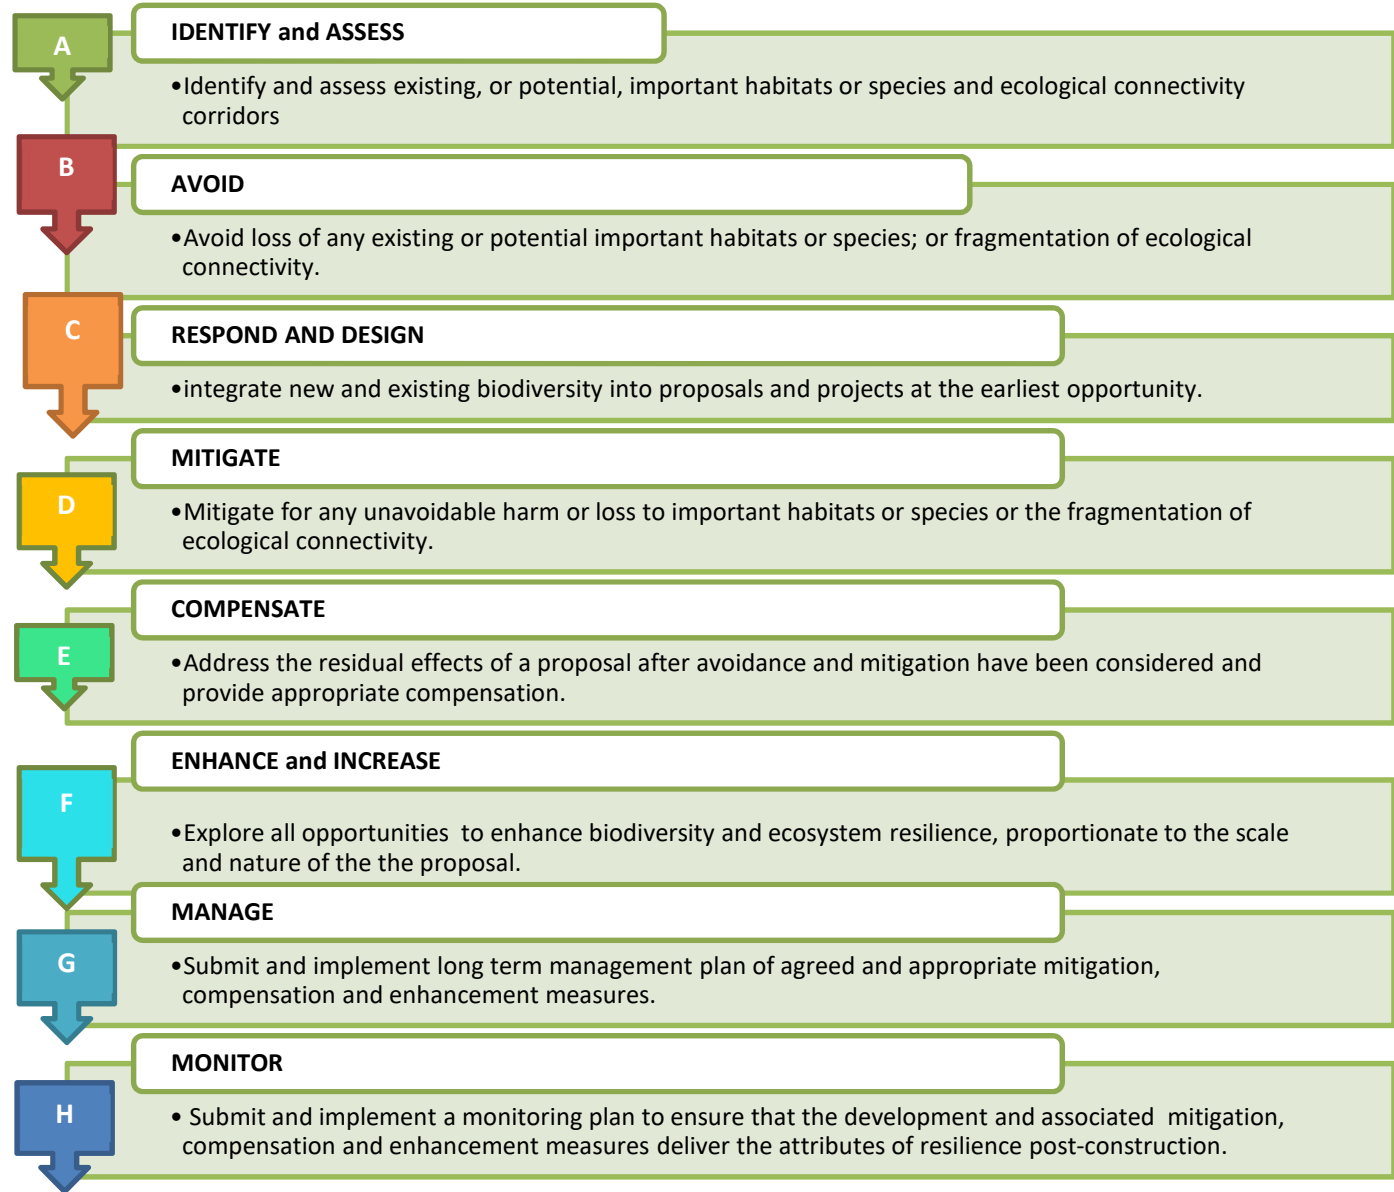 A
IDENTIFY and ASSESS
•Identify and assess existing, or potential, important habitats or species and ecological connectivity
corridors
B
AVOID
•Avoid loss of any existing or potential important habitats or species; or fragmentation of ecological
connectivity.
C
RESPOND AND DESIGN
•integrate new and existing biodiversity into proposals and projects at the earliest opportunity.
D
MITIGATE
•Mitigate for any unavoidable harm or loss to important habitats or species or the fragmentation of
ecological connectivity.
E
COMPENSATE
•Address the residual effects of a proposal after avoidance and mitigation have been considered and
provide appropriate compensation.
F
ENHANCE and INCREASE
•Explore all opportunities  to enhance biodiversity and ecosystem resilience, proportionate to the scale
and nature of the the proposal.
G
MANAGE
•Submit and implement long term management plan of agreed and appropriate mitigation,
compensation and enhancement measures.
H
MONITOR
• Submit and implement a monitoring plan to ensure that the development and associated  mitigation,
compensation and enhancement measures deliver the attributes of resilience post-construction.